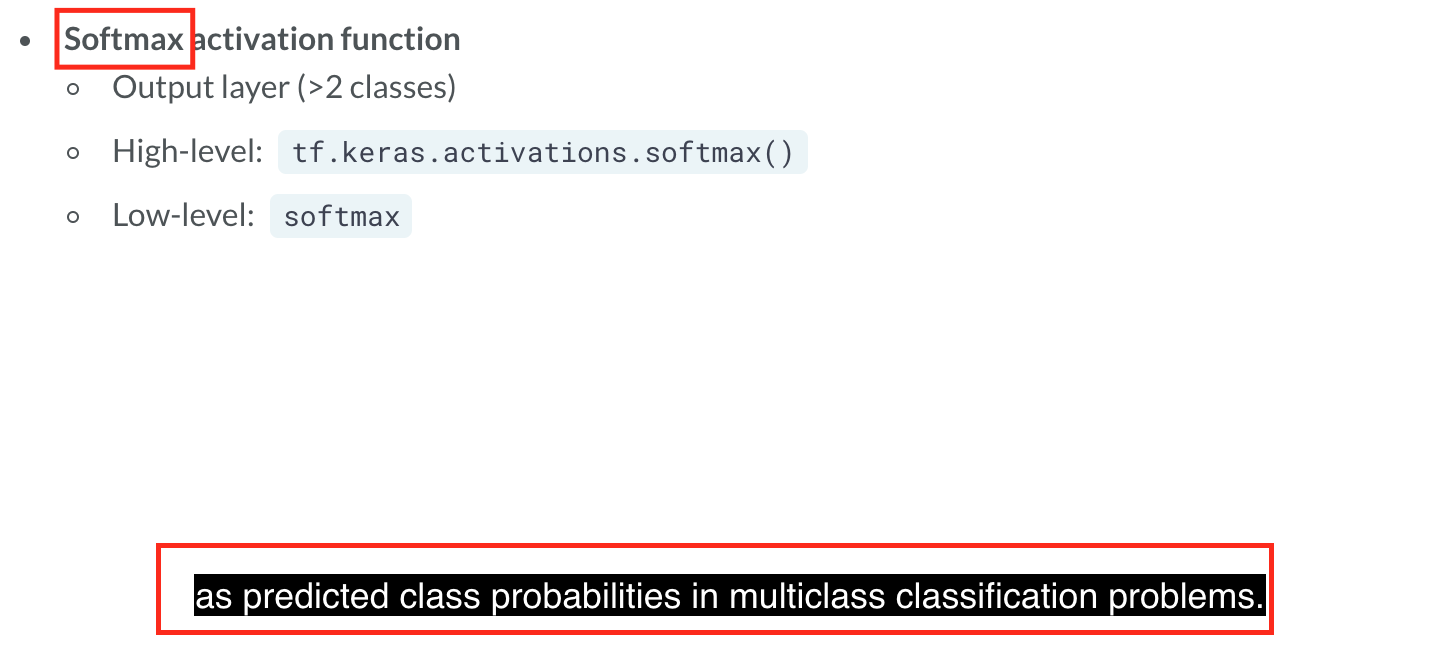 Softmax activation function
Output layer (>2 classes)
High-level: tf.keras.activations.softmax()
Low-level: softmax
as predicted class probabilities in multiclass classification problems.